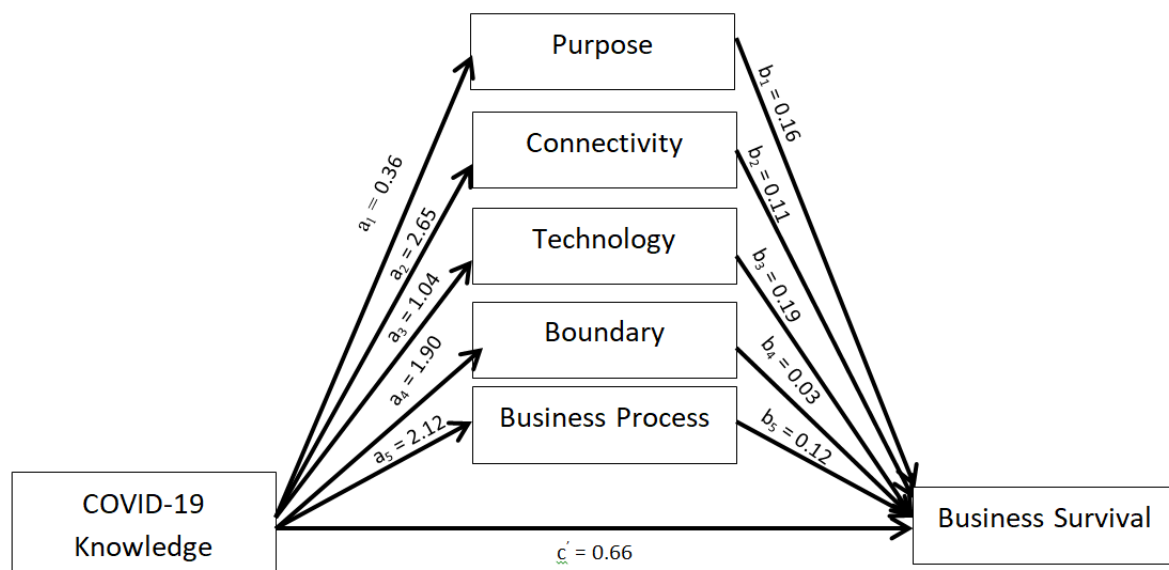 Purpose
Connectivity
Technology
Boundary
Business Process
COVID-19
Knowledge
Business Survival
a₁ = 0.36
a₂ = 2.65
a₃ = 1.04
a₄ = 1.90
a₅ = 2.12
b₁ = 0.16
b₂ = 0.11
b₃ = 0.19
b₄ = 0.03
b₅ = 0.12
c′ = 0.66